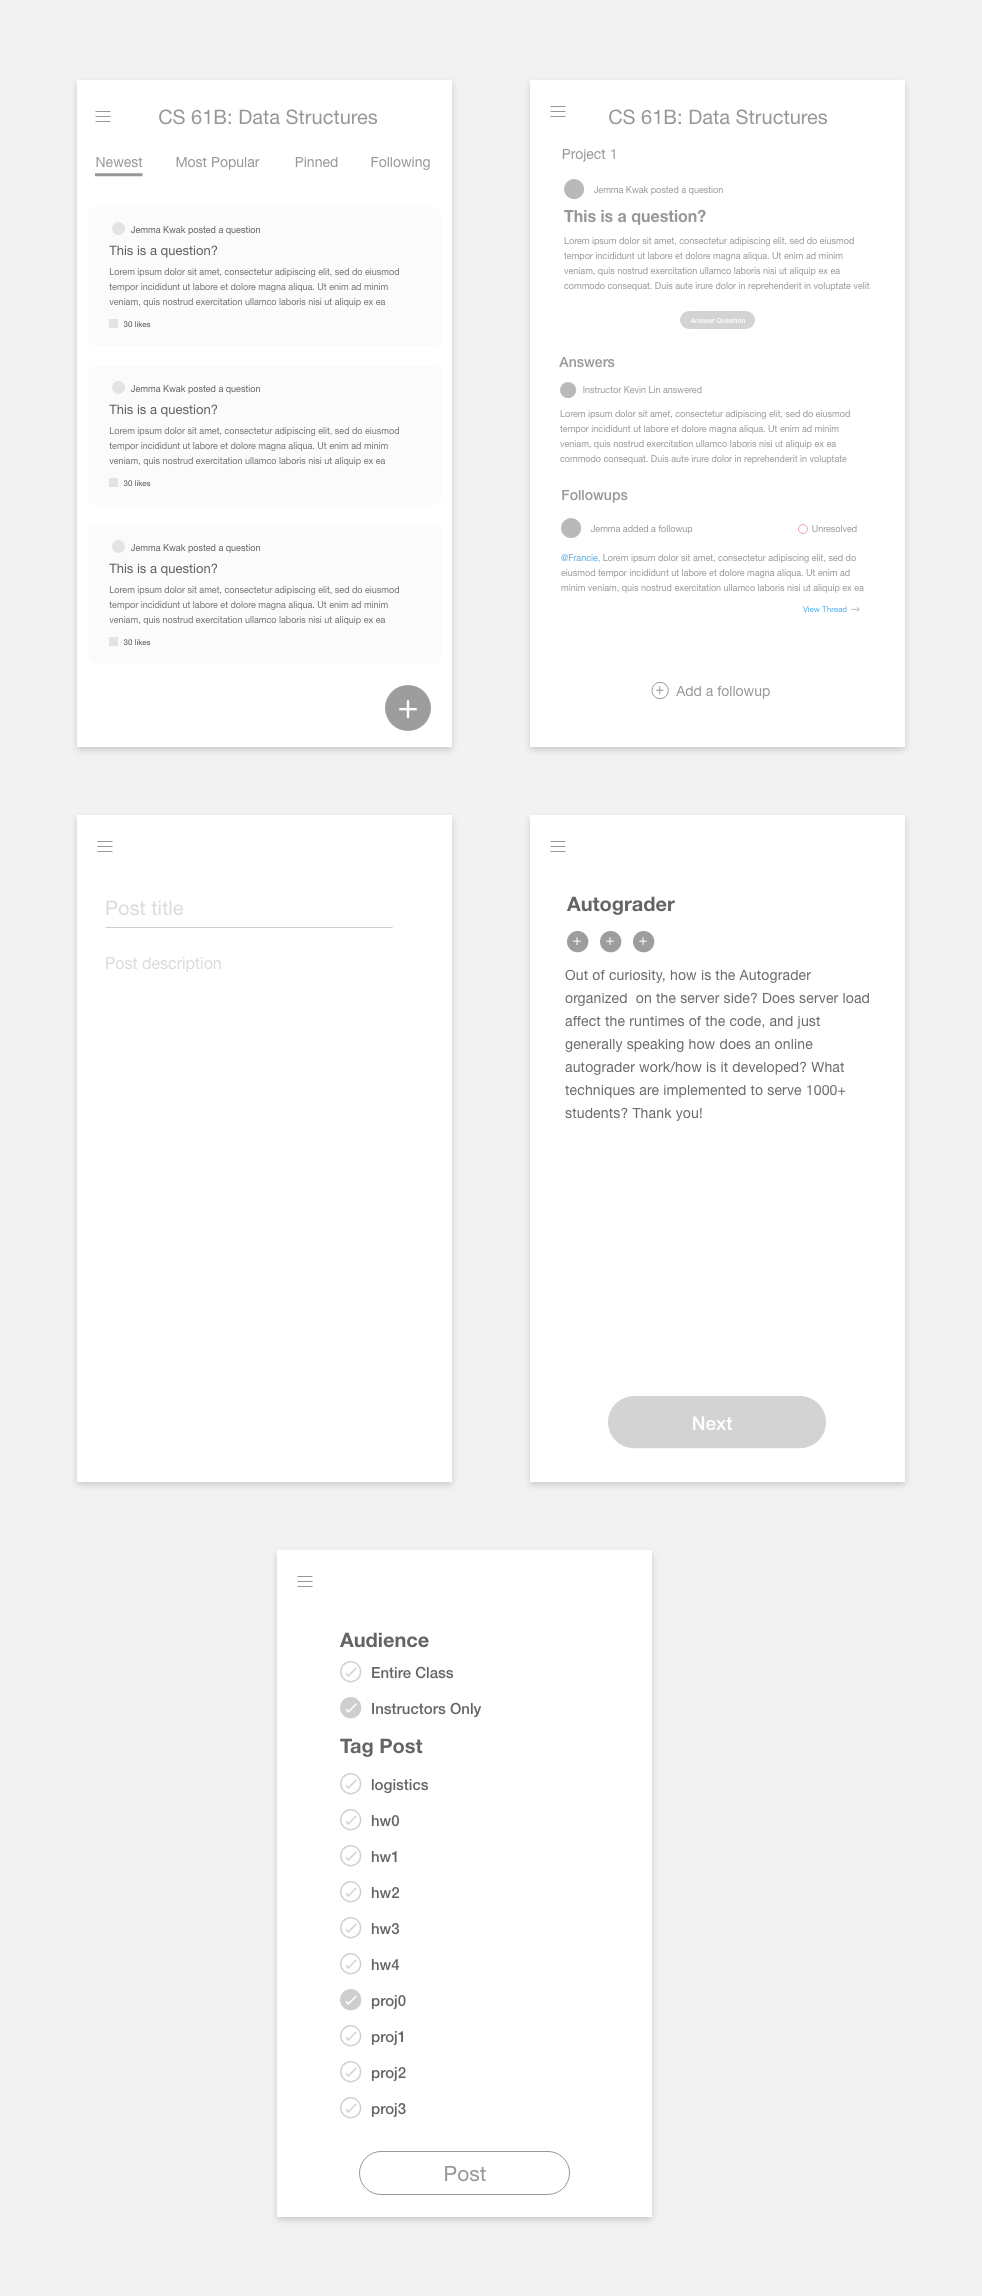 CS 61B: Data Structures
Newest Most Popular Pinned Following
Jemma Kwak posted a question
This is a question?
Lorem ipsum dolor sit amet, consectetur adipiscing elit, sed do eiusmod
tempor incididunt ut labore et dolore magna aliqua. Ut enim ad minim
veniam, quis nostrud exercitation ullamco laboris nisi ut aliquip ex ea
30 likes
Jemma Kwak posted a question
This is a question?
Lorem ipsum dolor sit amet, consectetur adipiscing elit, sed do eiusmod
tempor incididunt ut labore et dolore magna aliqua. Ut enim ad minim
veniam, quis nostrud exercitation ullamco laboris nisi ut aliquip ex ea
30 likes
Jemma Kwak posted a question
This is a question?
Lorem ipsum dolor sit amet, consectetur adipiscing elit, sed do eiusmod
tempor incididunt ut labore et dolore magna aliqua. Ut enim ad minim
veniam, quis nostrud exercitation ullamco laboris nisi ut aliquip ex ea
30 likes
CS 61B: Data Structures
Project 1
Jemma Kwak posted a question
This is a question?
Lorem ipsum dolor sit amet, consectetur adipiscing elit, sed do eiusmod
tempor incididunt ut labore et dolore magna aliqua. Ut enim ad minim
veniam, quis nostrud exercitation ullamco laboris nisi ut aliquip ex ea
commodo consequat. Duis aute irure dolor in reprehenderit in voluptate velit
Answer Question
Answers
Instructor Kevin Lin answered
Lorem ipsum dolor sit amet, consectetur adipiscing elit, sed do eiusmod
tempor incididunt ut labore et dolore magna aliqua. Ut enim ad minim
veniam, quis nostrud exercitation ullamco laboris nisi ut aliquip ex ea
commodo consequat. Duis aute irure dolor in reprehenderit in voluptate
Followups
Jemma added a followup Unresolved
@Francie, Lorem ipsum dolor sit amet, consectetur adipiscing elit, sed do
eiusmod tempor incididunt ut labore et dolore magna aliqua. Ut enim ad
minim veniam, quis nostrud exercitation ullamco laboris nisi ut aliquip ex ea
View Thread →
Add a followup
Post title
Post description
Autograder
Out of curiosity, how is the Autograder
organized  on the server side? Does server load
affect the runtimes of the code, and just
generally speaking how does an online
autograder work/how is it developed? What
techniques are implemented to serve 1000+
students? Thank you!
Next
Audience
Entire Class
Instructors Only
Tag Post
logistics
hw0
hw1
hw2
hw3
hw4
proj0
proj1
proj2
proj3
Post